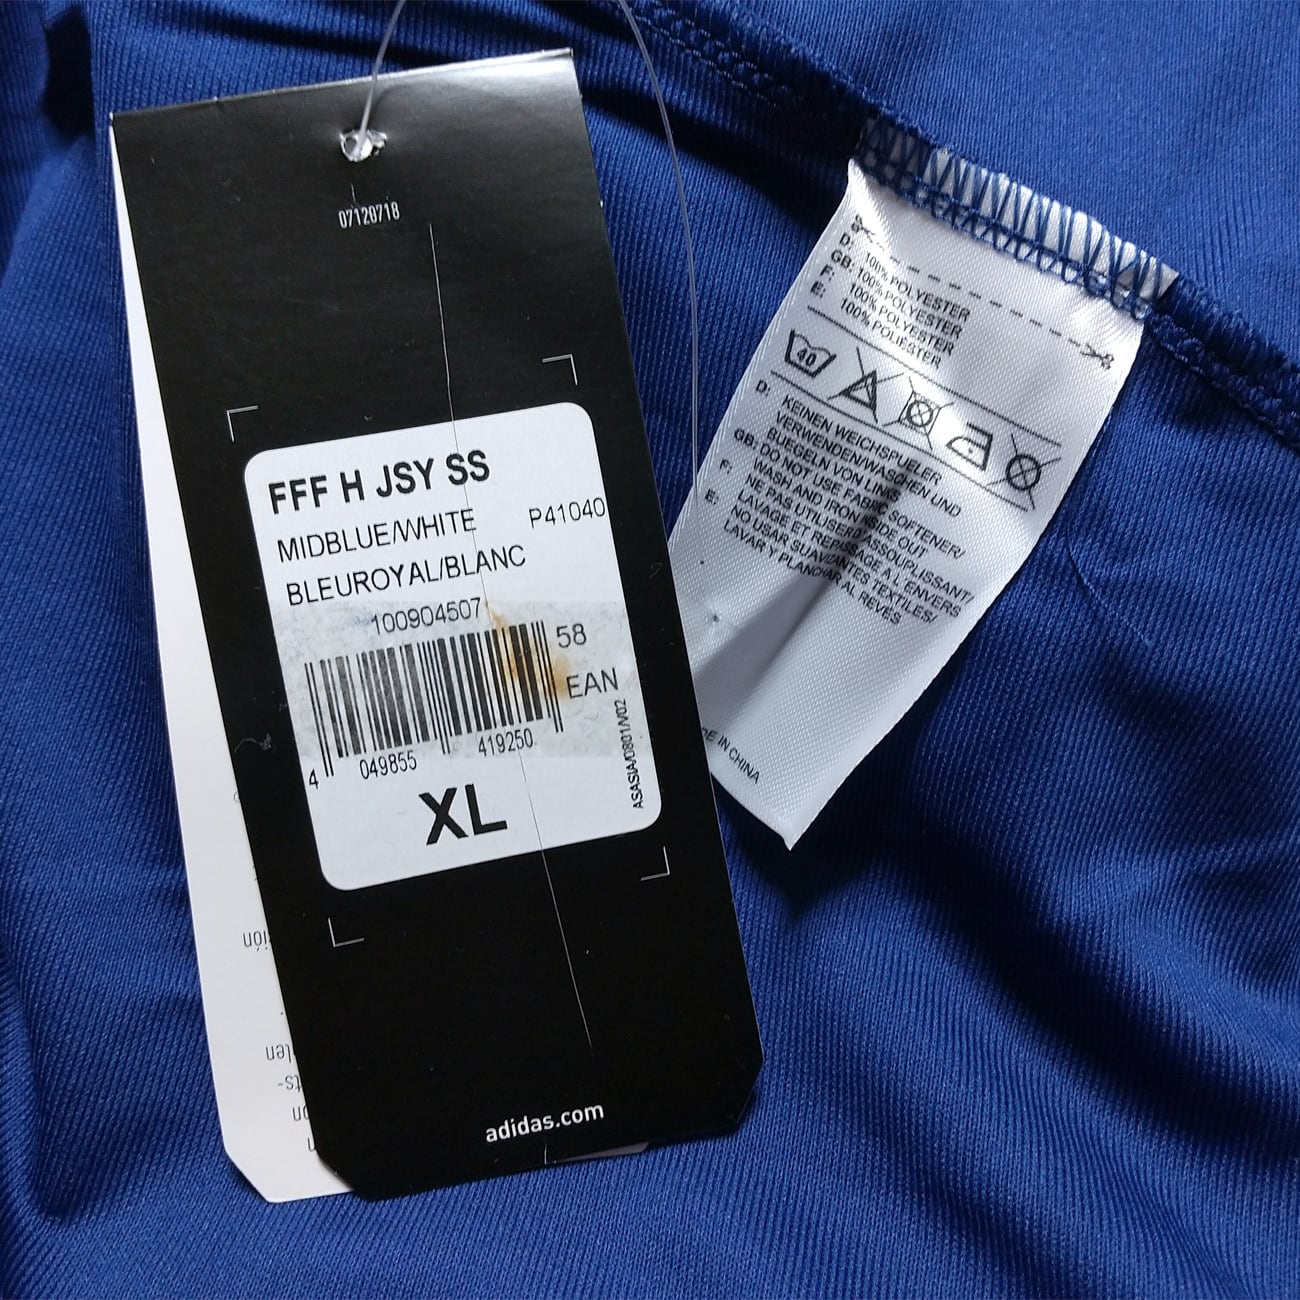 07120718
FFF H JSY SS
MIDBLUE/WHITE P41040
BLEUROYAL/BLANC
100904507
58
EAN
4 049855 419250
ASASIA/0801/V02
XL
adidas.com
D: 100% POLYESTER
GB: 100% POLYESTER
F: 100% POLYESTER
E: 100% POLIÉSTER
40
D: KEINEN WEICHSPUELER
VERWENDEN/WASCHEN UND
BUEGELN VON LINKS
GB: DO NOT USE FABRIC SOFTENER/
WASH AND IRON INSIDE OUT
F: NE PAS UTILISER D'ASSOUPLISSANT/
LAVAGE ET REPASSAGE A L'ENVERS
E: NO USAR SUAVIZANTES TEXTILES/
LAVAR Y PLANCHAR AL REVÉS
DE IN CHINA